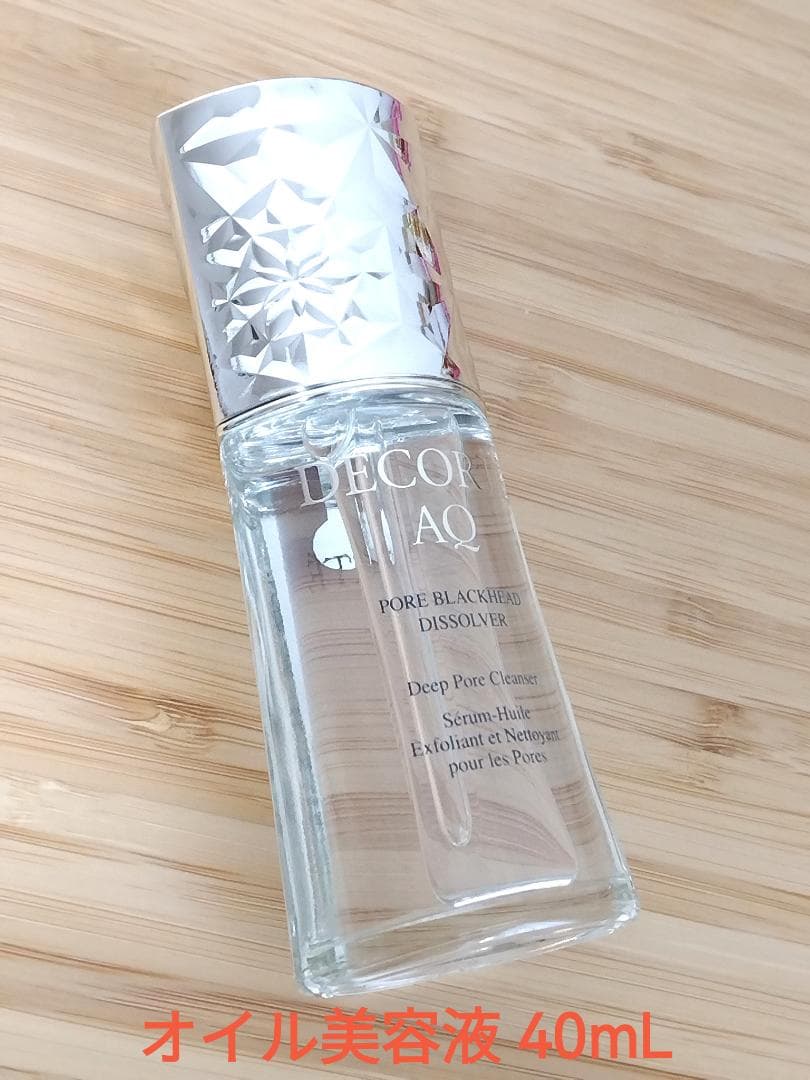 DECOR
AQ
PORE BLACKHEAD
DISSOLVER
Deep Pore Cleanser
Sérum-Huile
Exfoliant et Nettoyant
pour les Pores
オイル美容液 40mL